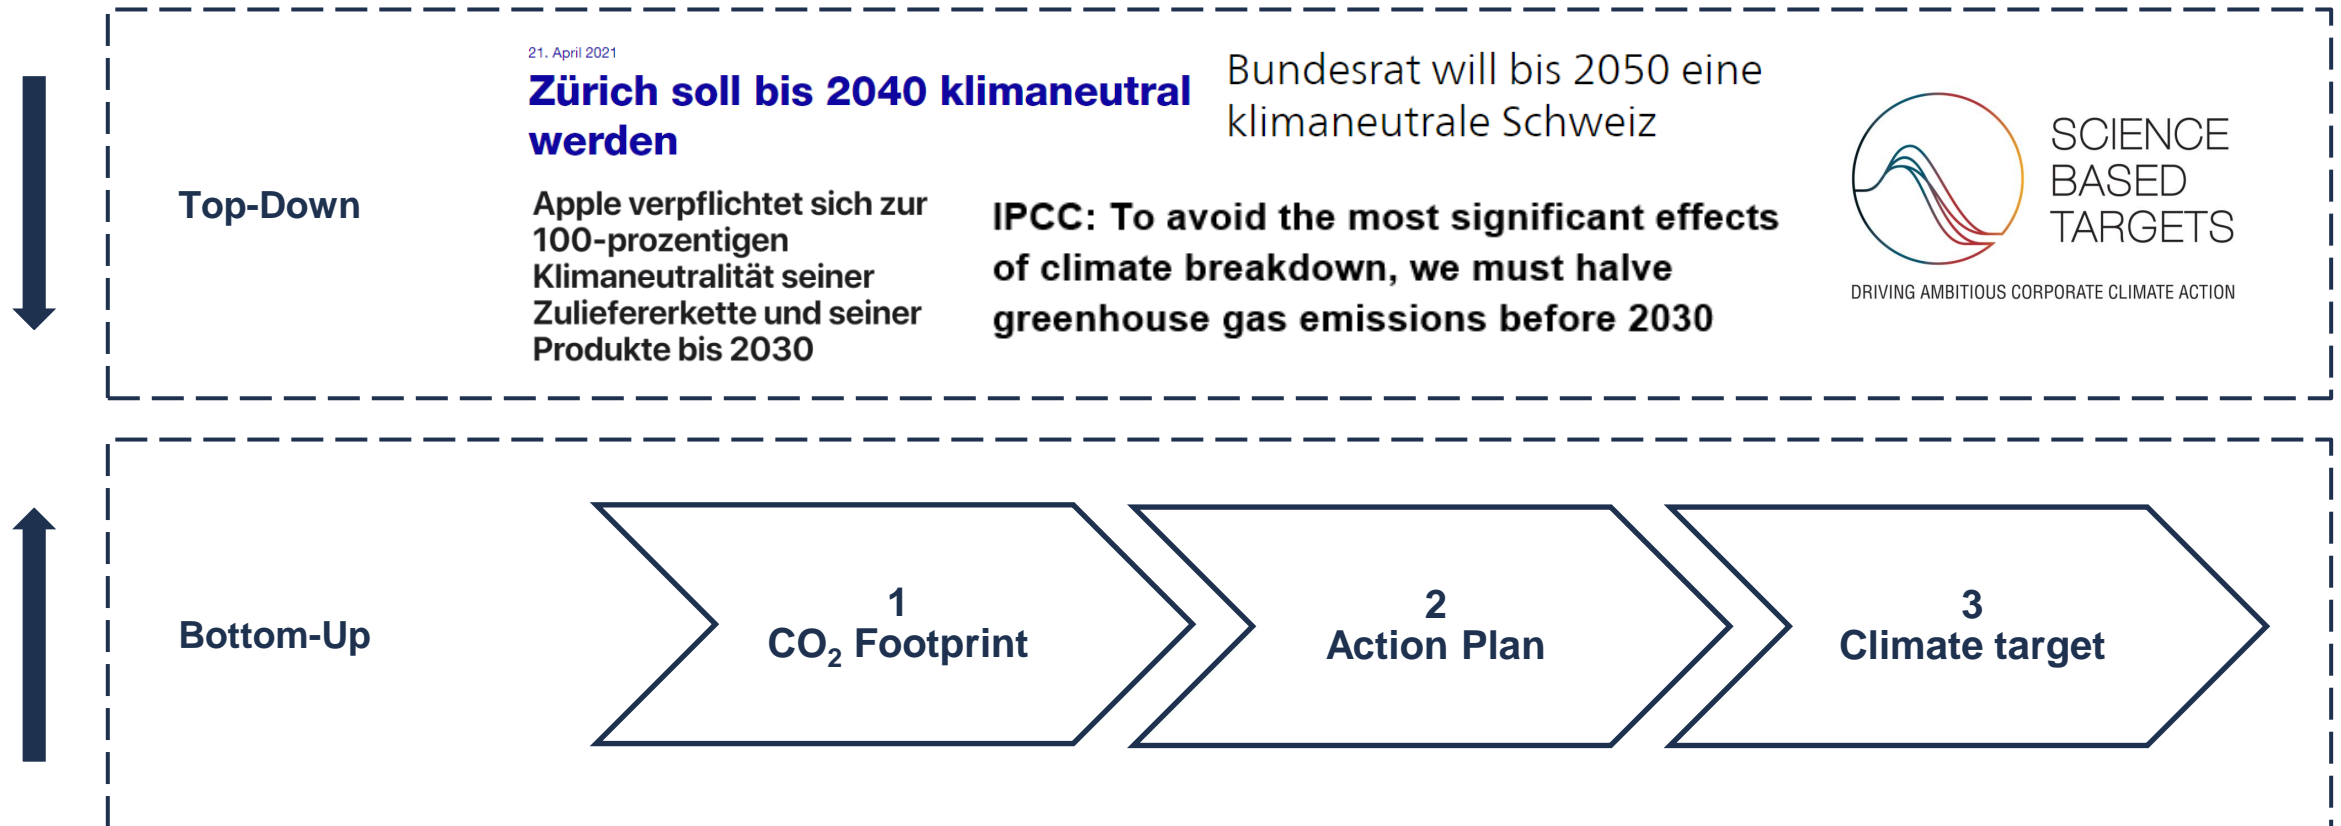 21. April 2021
Zürich soll bis 2040 klimaneutral
werden
Bundesrat will bis 2050 eine
klimaneutrale Schweiz
Top-Down
Apple verpflichtet sich zur
100-prozentigen
Klimaneutralität seiner
Zuliefererkette und seiner
Produkte bis 2030
IPCC: To avoid the most significant effects
of climate breakdown, we must halve
greenhouse gas emissions before 2030
SCIENCE
BASED
TARGETS
DRIVING AMBITIOUS CORPORATE CLIMATE ACTION
Bottom-Up
1
CO₂ Footprint
2
Action Plan
3
Climate target